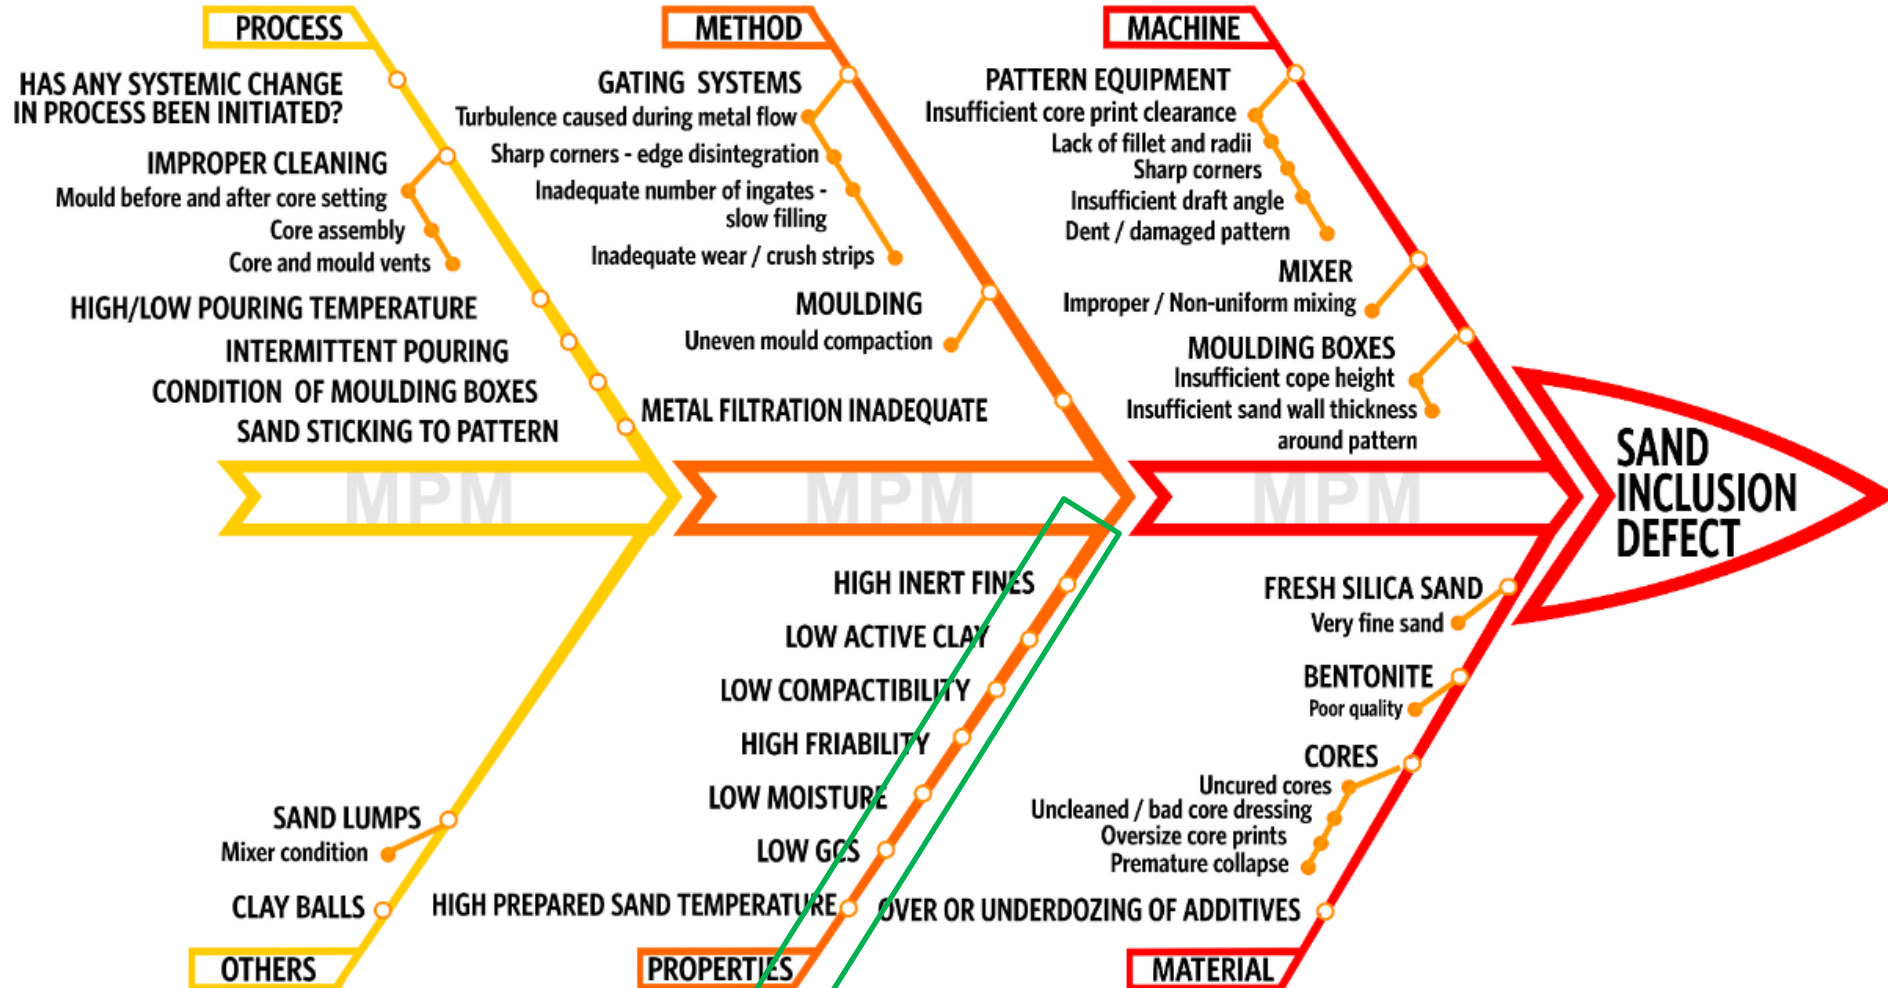 PROCESS
HAS ANY SYSTEMIC CHANGE
IN PROCESS BEEN INITIATED?
IMPROPER CLEANING
Mould before and after core setting
Core assembly
Core and mould vents
HIGH/LOW POURING TEMPERATURE
INTERMITTENT POURING
CONDITION OF MOULDING BOXES
SAND STICKING TO PATTERN
METHOD
GATING SYSTEMS
Turbulence caused during metal flow
Sharp corners - edge disintegration
Inadequate number of ingates -
slow filling
Inadequate wear / crush strips
MOULDING
Uneven mould compaction
METAL FILTRATION INADEQUATE
MACHINE
PATTERN EQUIPMENT
Insufficient core print clearance
Lack of fillet and radii
Sharp corners
Insufficient draft angle
Dent / damaged pattern
MIXER
Improper / Non-uniform mixing
MOULDING BOXES
Insufficient cope height
Insufficient sand wall thickness
around pattern
MPM
MPM
MPM
SAND
INCLUSION
DEFECT
SAND LUMPS
Mixer condition
CLAY BALLS
OTHERS
HIGH INERT FINES
LOW ACTIVE CLAY
LOW COMPACTIBILITY
HIGH FRIABILITY
LOW MOISTURE
LOW GCS
HIGH PREPARED SAND TEMPERATURE
PROPERTIES
FRESH SILICA SAND
Very fine sand
BENTONITE
Poor quality
CORES
Uncured cores
Uncleaned / bad core dressing
Oversize core prints
Premature collapse
OVER OR UNDERDOZING OF ADDITIVES
MATERIAL